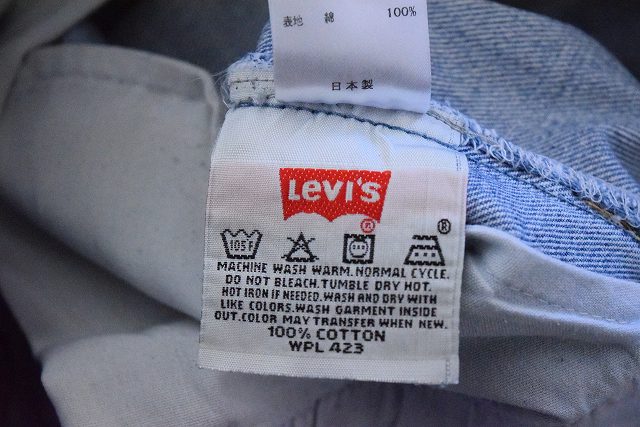 表地 綿 100%
日本製
Levi's
®
®
105F
MACHINE WASH WARM.NORMAL CYCLE.
DO NOT BLEACH.TUMBLE DRY HOT.
HOT IRON IF NEEDED.WASH AND DRY WITH
LIKE COLORS.WASH GARMENT INSIDE
OUT.COLOR MAY TRANSFER WHEN NEW.
100% COTTON
WPL 423